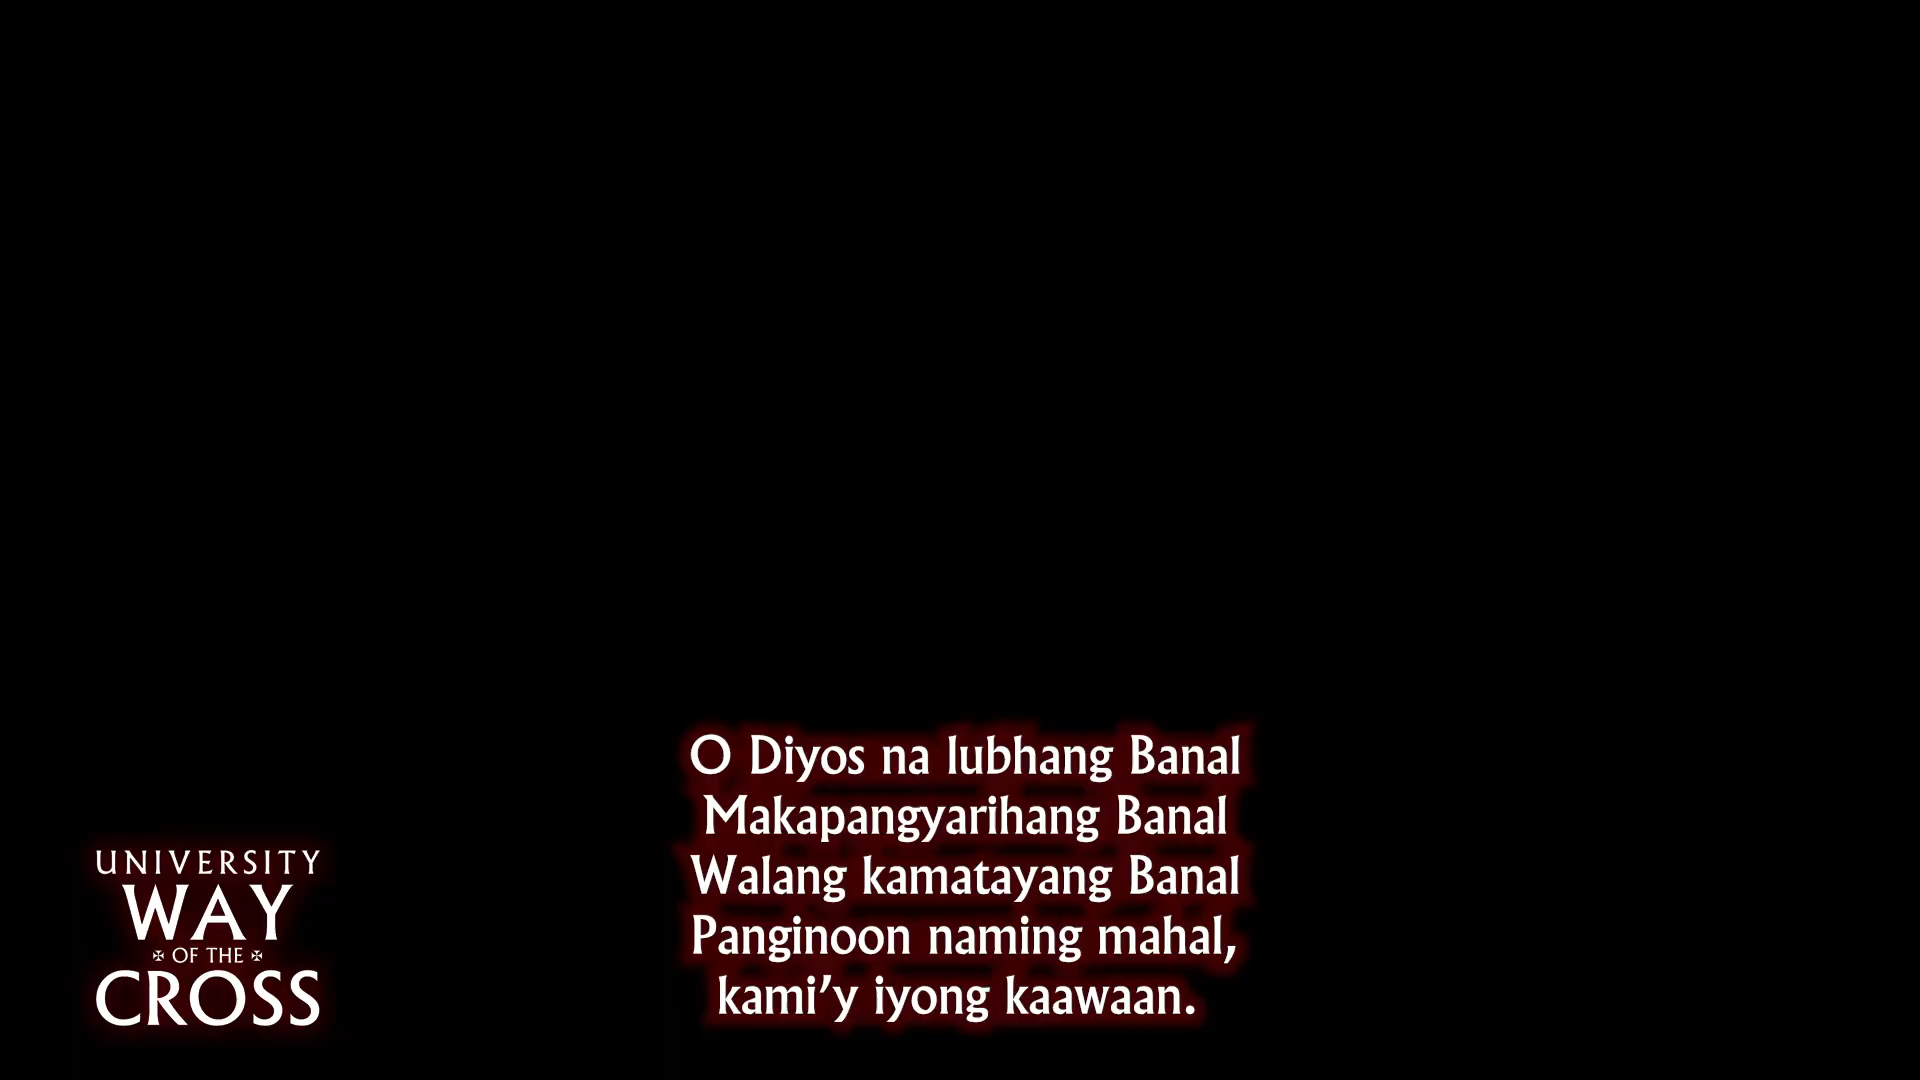 O Diyos na lubhang Banal
Makapangyarihang Banal
Walang kamatayang Banal
Panginoon naming mahal,
kami’y iyong kaawaan.
UNIVERSITY
WAY
✠ OF THE ✠
CROSS